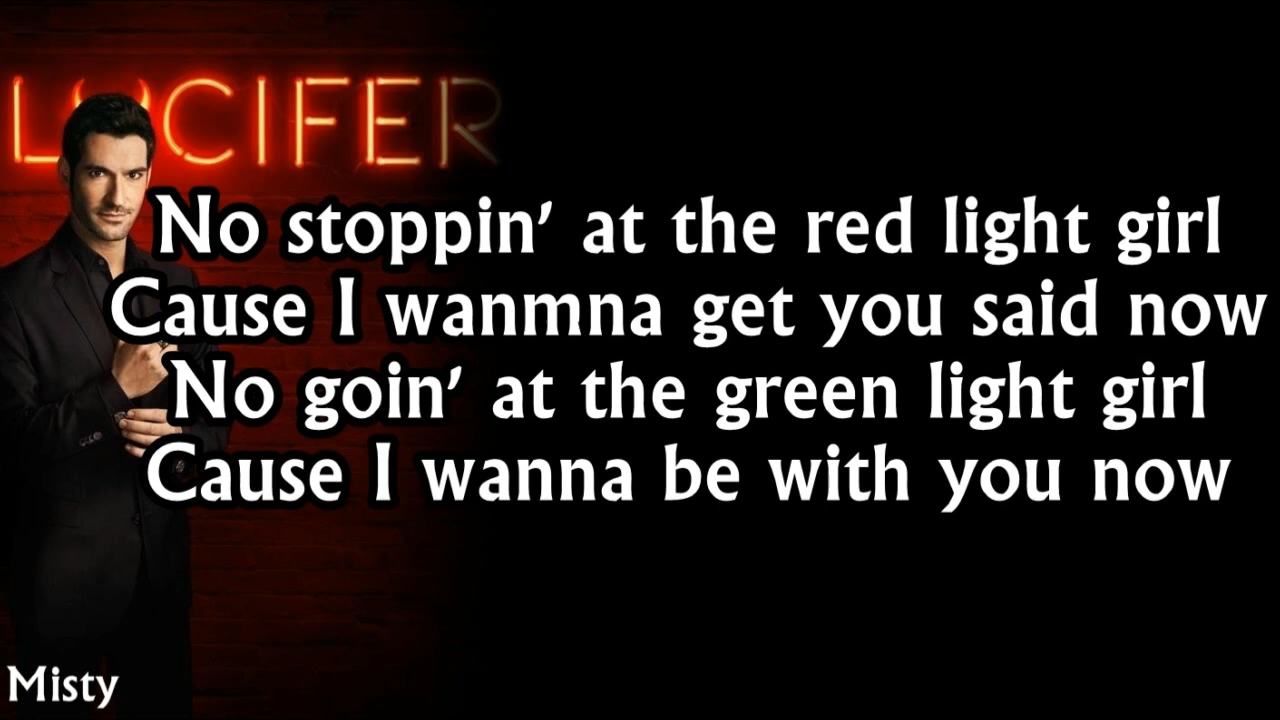 LUCIFER
No stoppin’ at the red light girl
Cause I wanmna get you said now
No goin’ at the green light girl
Cause I wanna be with you now
Misty